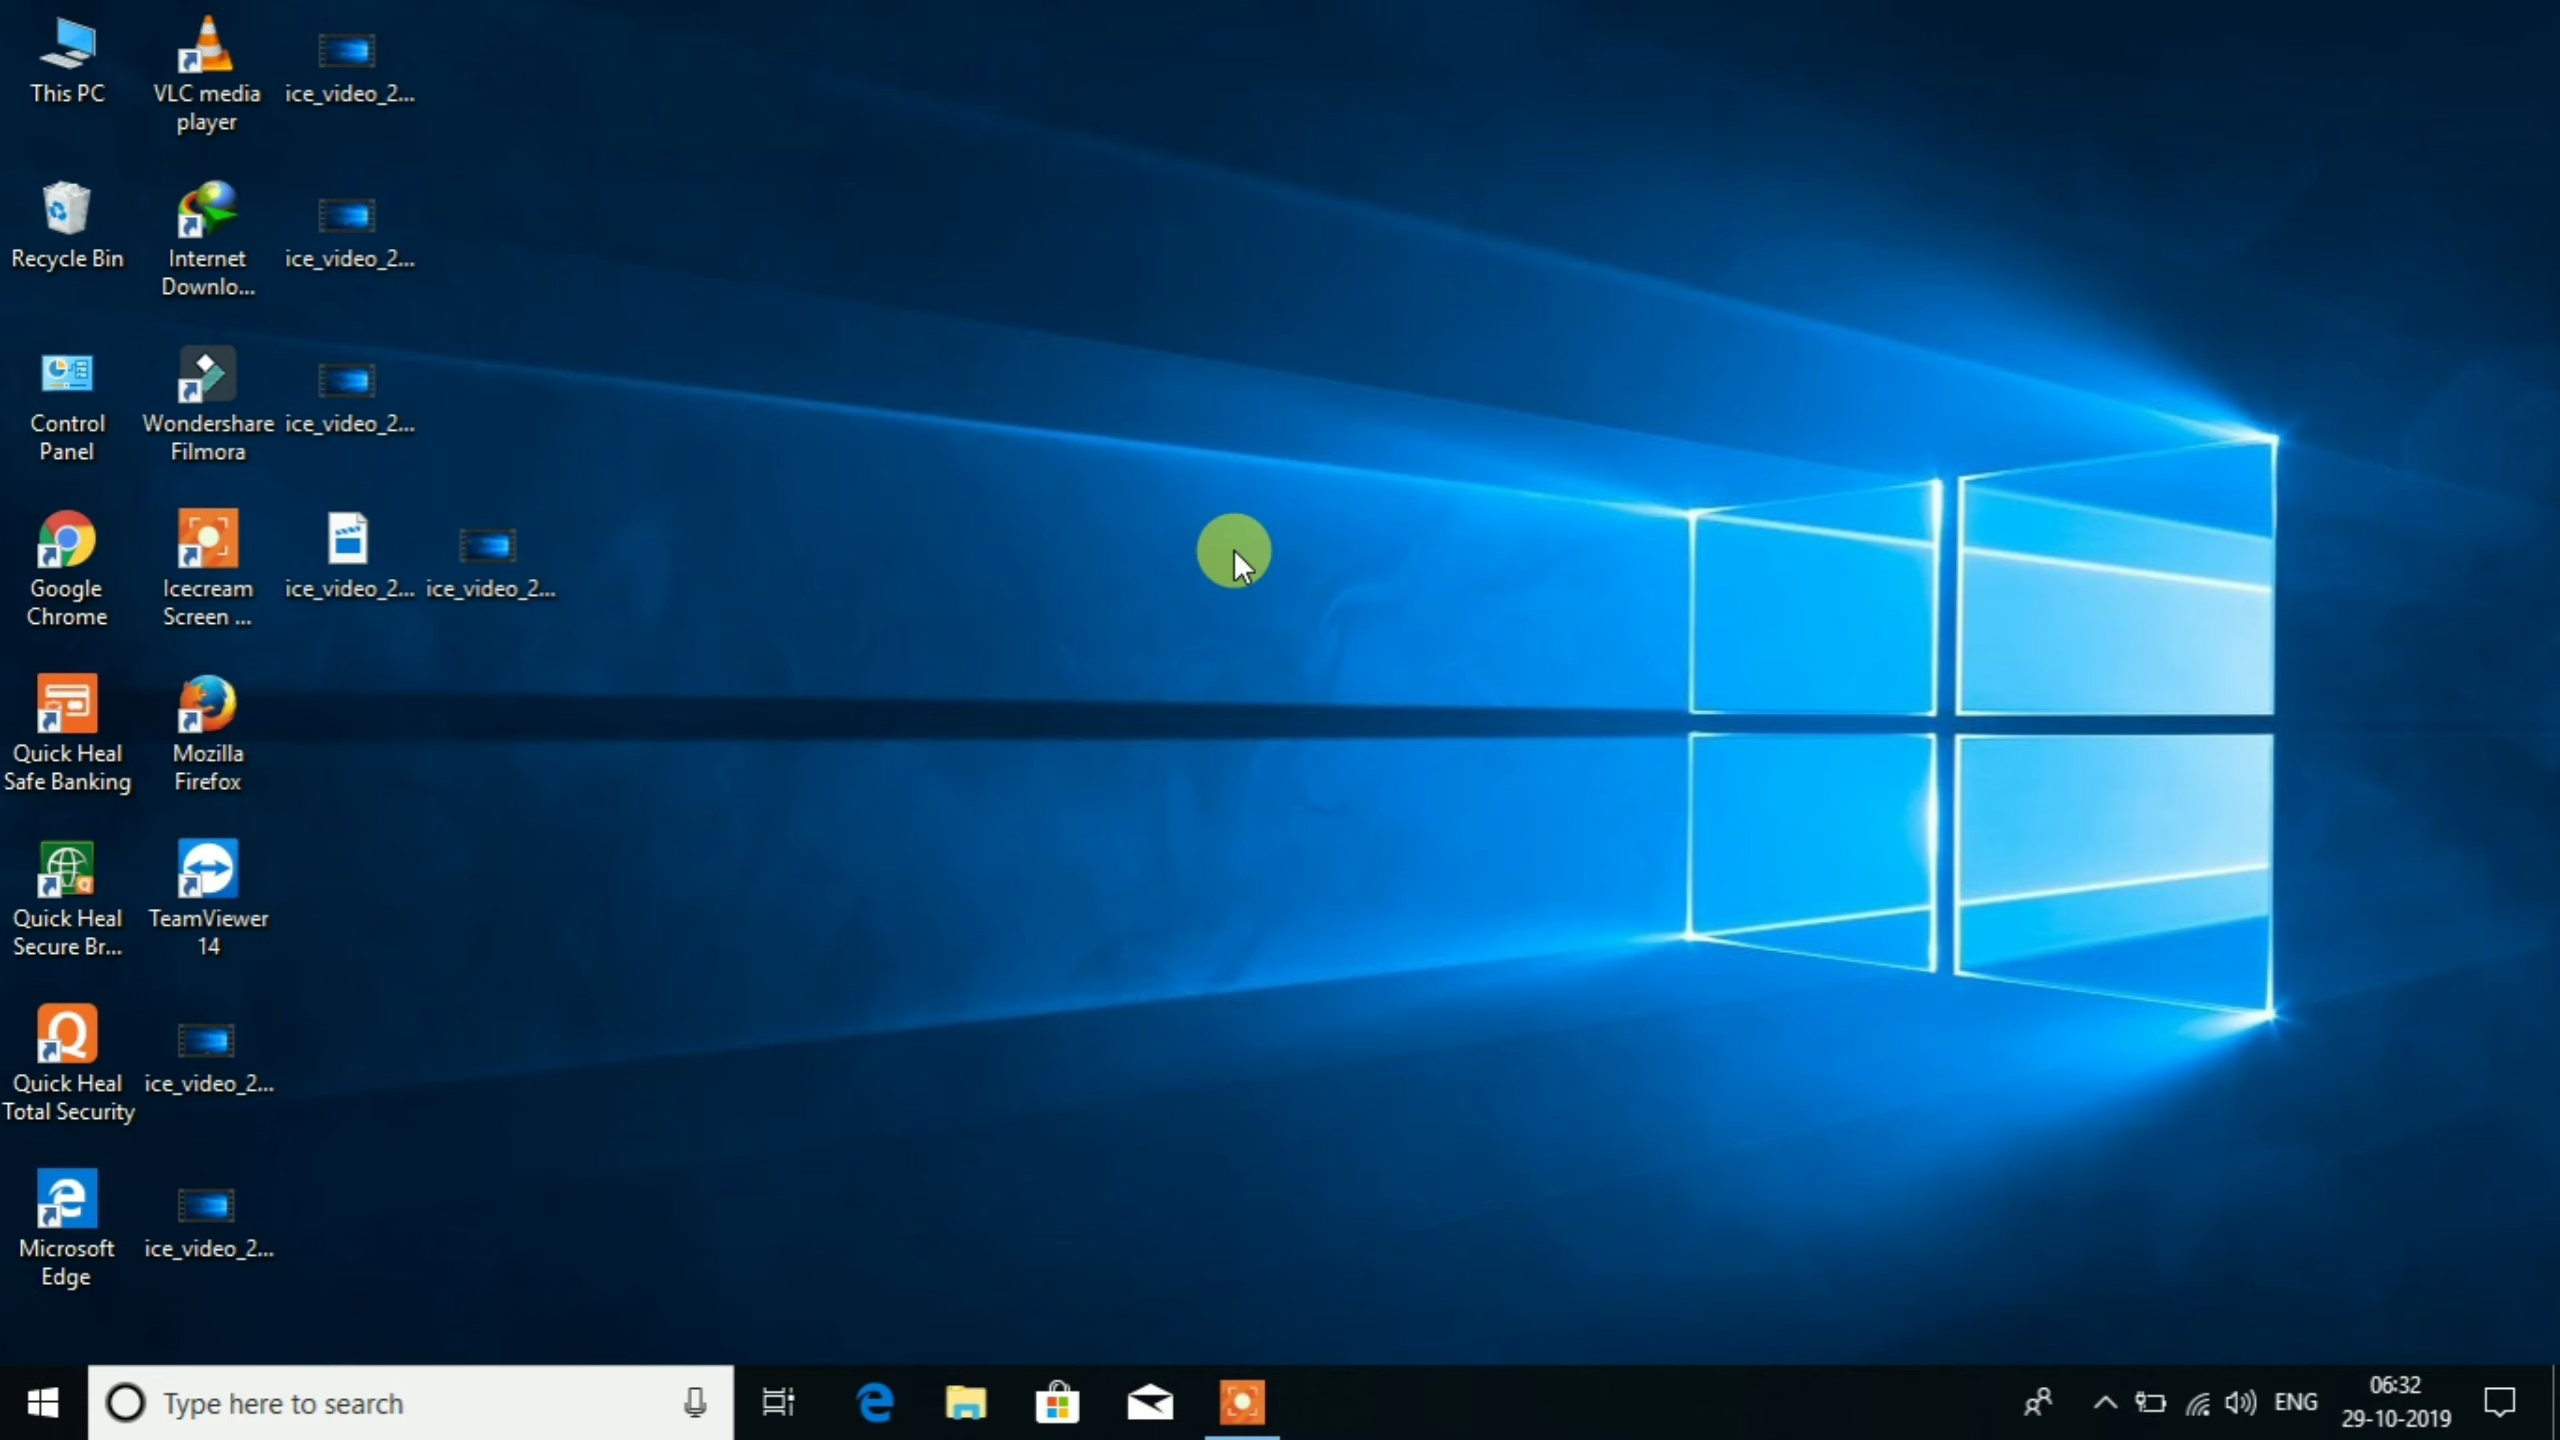 This PC
VLC media
player
ice_video_2...
Recycle Bin
Internet
Downlo...
ice_video_2...
Control
Panel
Wondershare
Filmora
ice_video_2...
Google
Chrome
Icecream
Screen ...
ice_video_2...
ice_video_2...
Quick Heal
Safe Banking
Mozilla
Firefox
Quick Heal
Secure Br...
TeamViewer
14
Quick Heal
Total Security
ice_video_2...
Microsoft
Edge
ice_video_2...
Type here to search
ENG
06:32
29-10-2019